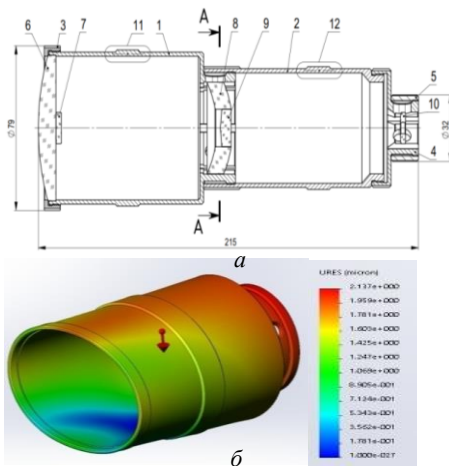 А
6 3 7 11 1 8 9 2 12
5
10
4
∅79
∅32
А
215
а
URES (micron)
2.137e+000
1.959e+000
1.781e+000
1.603e+000
1.425e+000
1.247e+000
1.069e+000
8.905e-001
7.124e-001
5.343e-001
3.562e-001
1.781e-001
1.000e-027
б